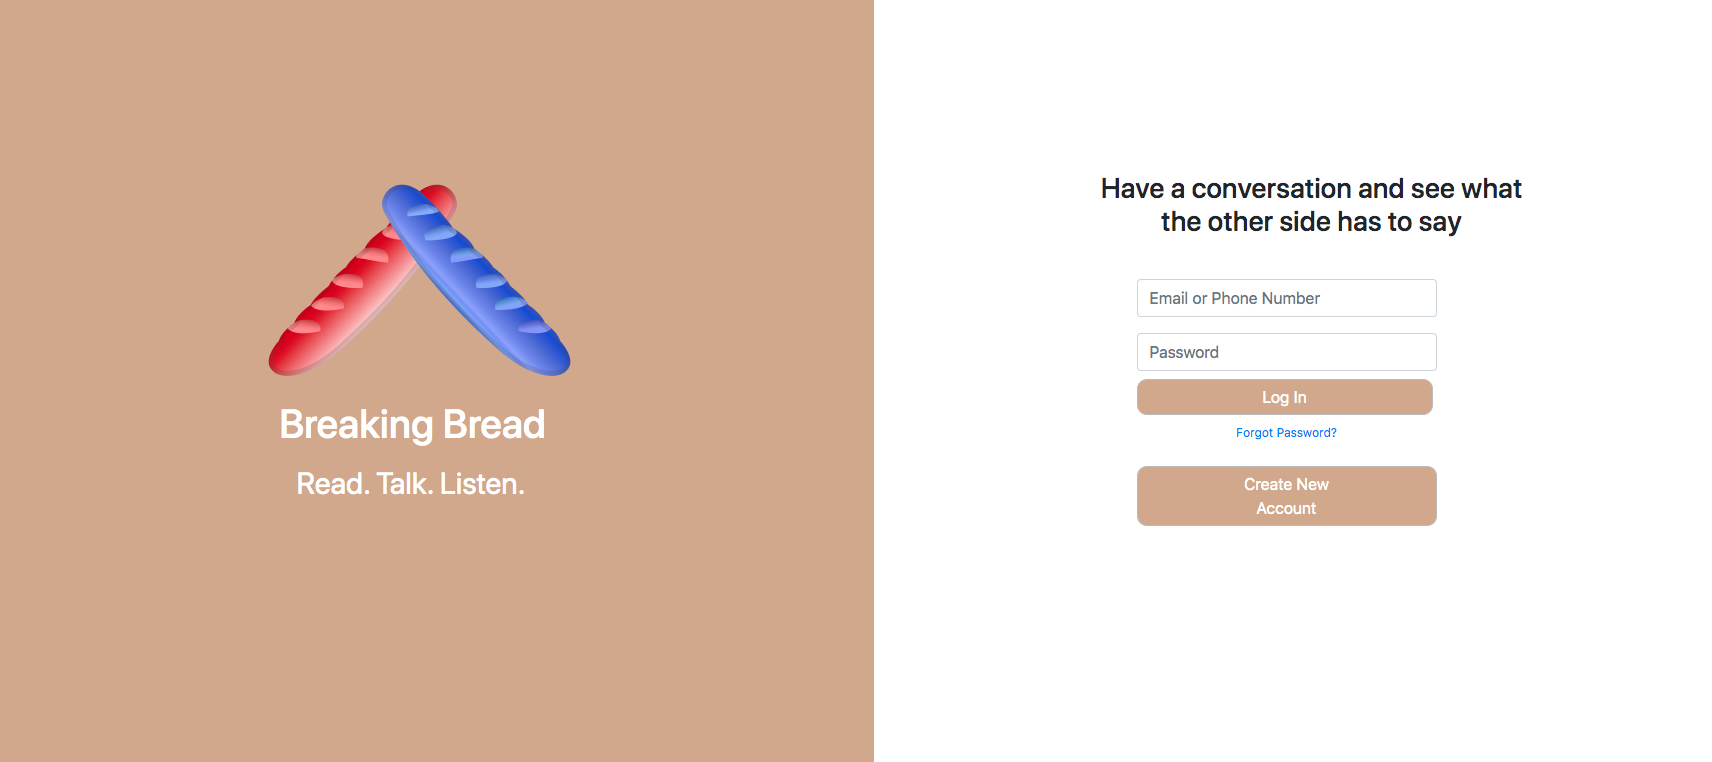 Breaking Bread
Read. Talk. Listen.
Have a conversation and see what
the other side has to say
Email or Phone Number
Password
Log In
Forgot Password?
Create New
Account